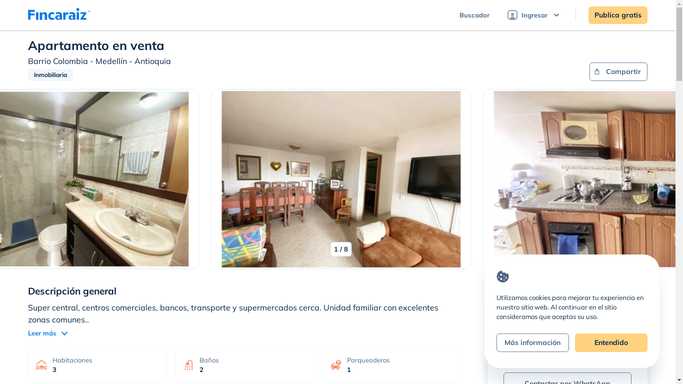 Fincaraiz
Buscador
Ingresar
Publica gratis
Apartamento en venta
Barrio Colombia - Medellín - Antioquia
Inmobiliaria
Compartir
1 / 8
Descripción general
Super central, centros comerciales, bancos, transporte y supermercados cerca. Unidad familiar con excelentes
zonas comunes..
Leer más
Habitaciones
3
Baños
2
Parqueaderos
1
Utilizamos cookies para mejorar tu experiencia en
nuestro sitio web. Al continuar en el sitio
consideramos que aceptas su uso.
Más información
Entendido
Contactar por WhatsApp